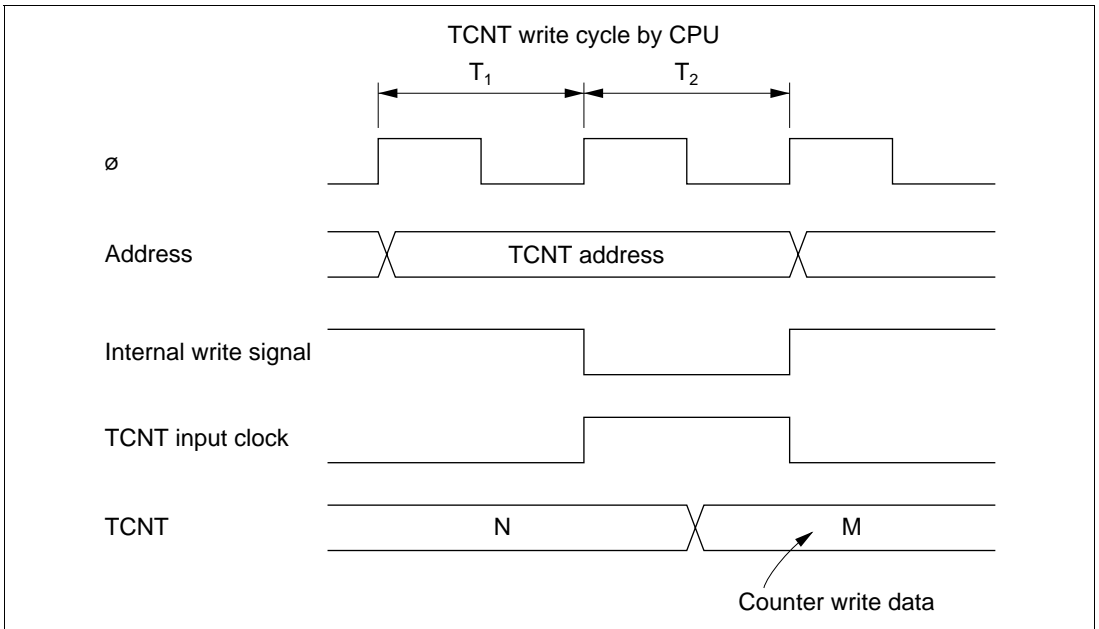 TCNT write cycle by CPU
T1 T2
ø
Address TCNT address
Internal write signal
TCNT input clock
TCNT N M
Counter write data